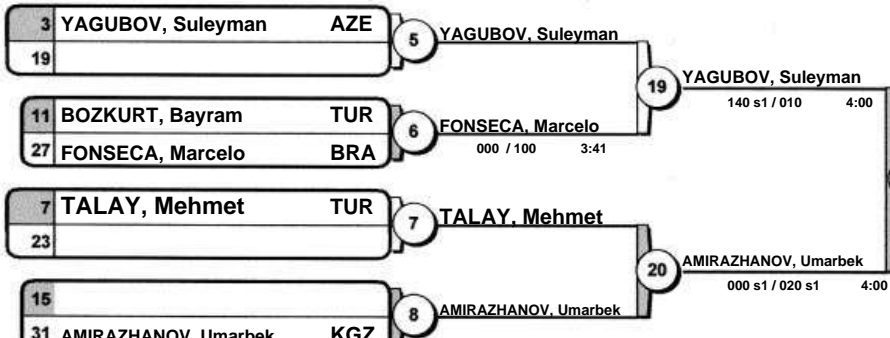 3 YAGUBOV, Suleyman AZE
19
5
YAGUBOV, Suleyman
11 BOZKURT, Bayram TUR
27 FONSECA, Marcelo BRA
6
FONSECA, Marcelo
000 / 100 3:41
19
YAGUBOV, Suleyman
140 s1 / 010 4:00
7 TALAY, Mehmet TUR
23
7
TALAY, Mehmet
15
31 AMIRAZHANOV, Umarbek KGZ
8
AMIRAZHANOV, Umarbek
20
AMIRAZHANOV, Umarbek
000 s1 / 020 s1 4:00